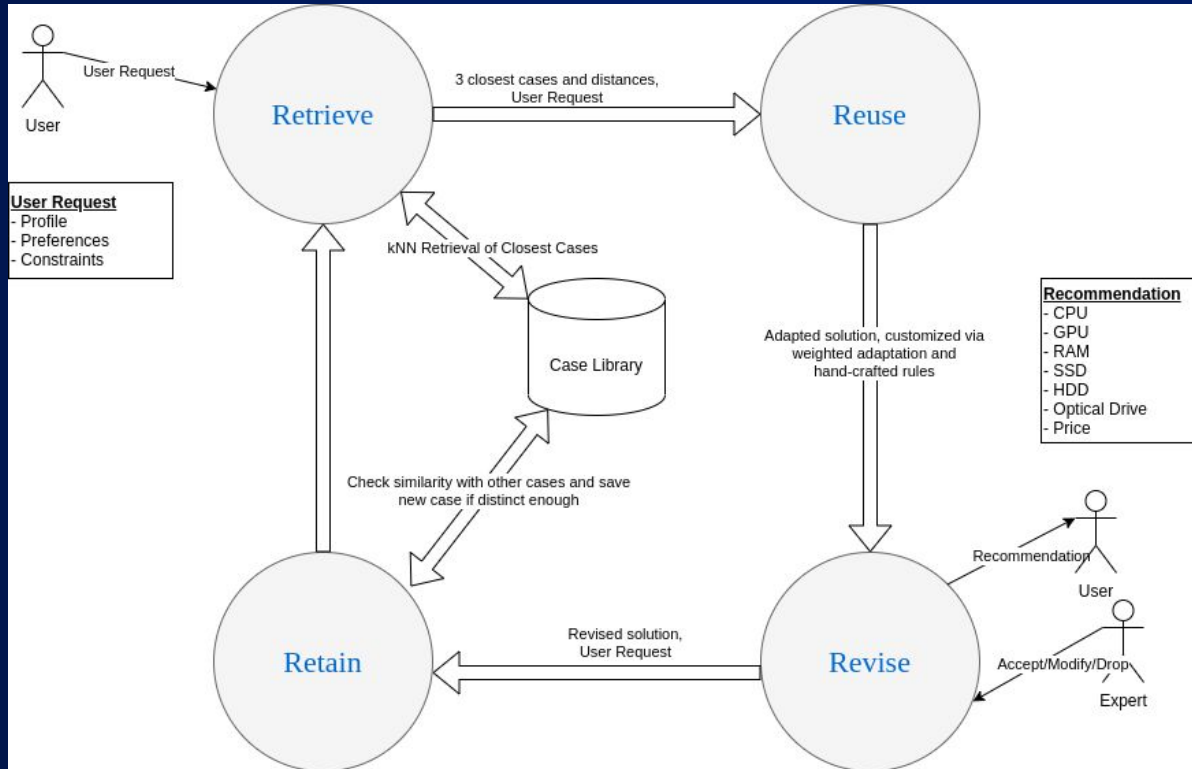 User Request
User
Retrieve
3 closest cases and distances,
User Request
Reuse
User Request
- Profile
- Preferences
- Constraints
kNN Retrieval of Closest Cases
Case Library
Adapted solution, customized via
weighted adaptation and
hand-crafted rules
Recommendation
- CPU
- GPU
- RAM
- SSD
- HDD
- Optical Drive
- Price
Check similarity with other cases and save
new case if distinct enough
Recommendation
User
Retain
Revised solution,
User Request
Revise
Accept/Modify/Drop
Expert